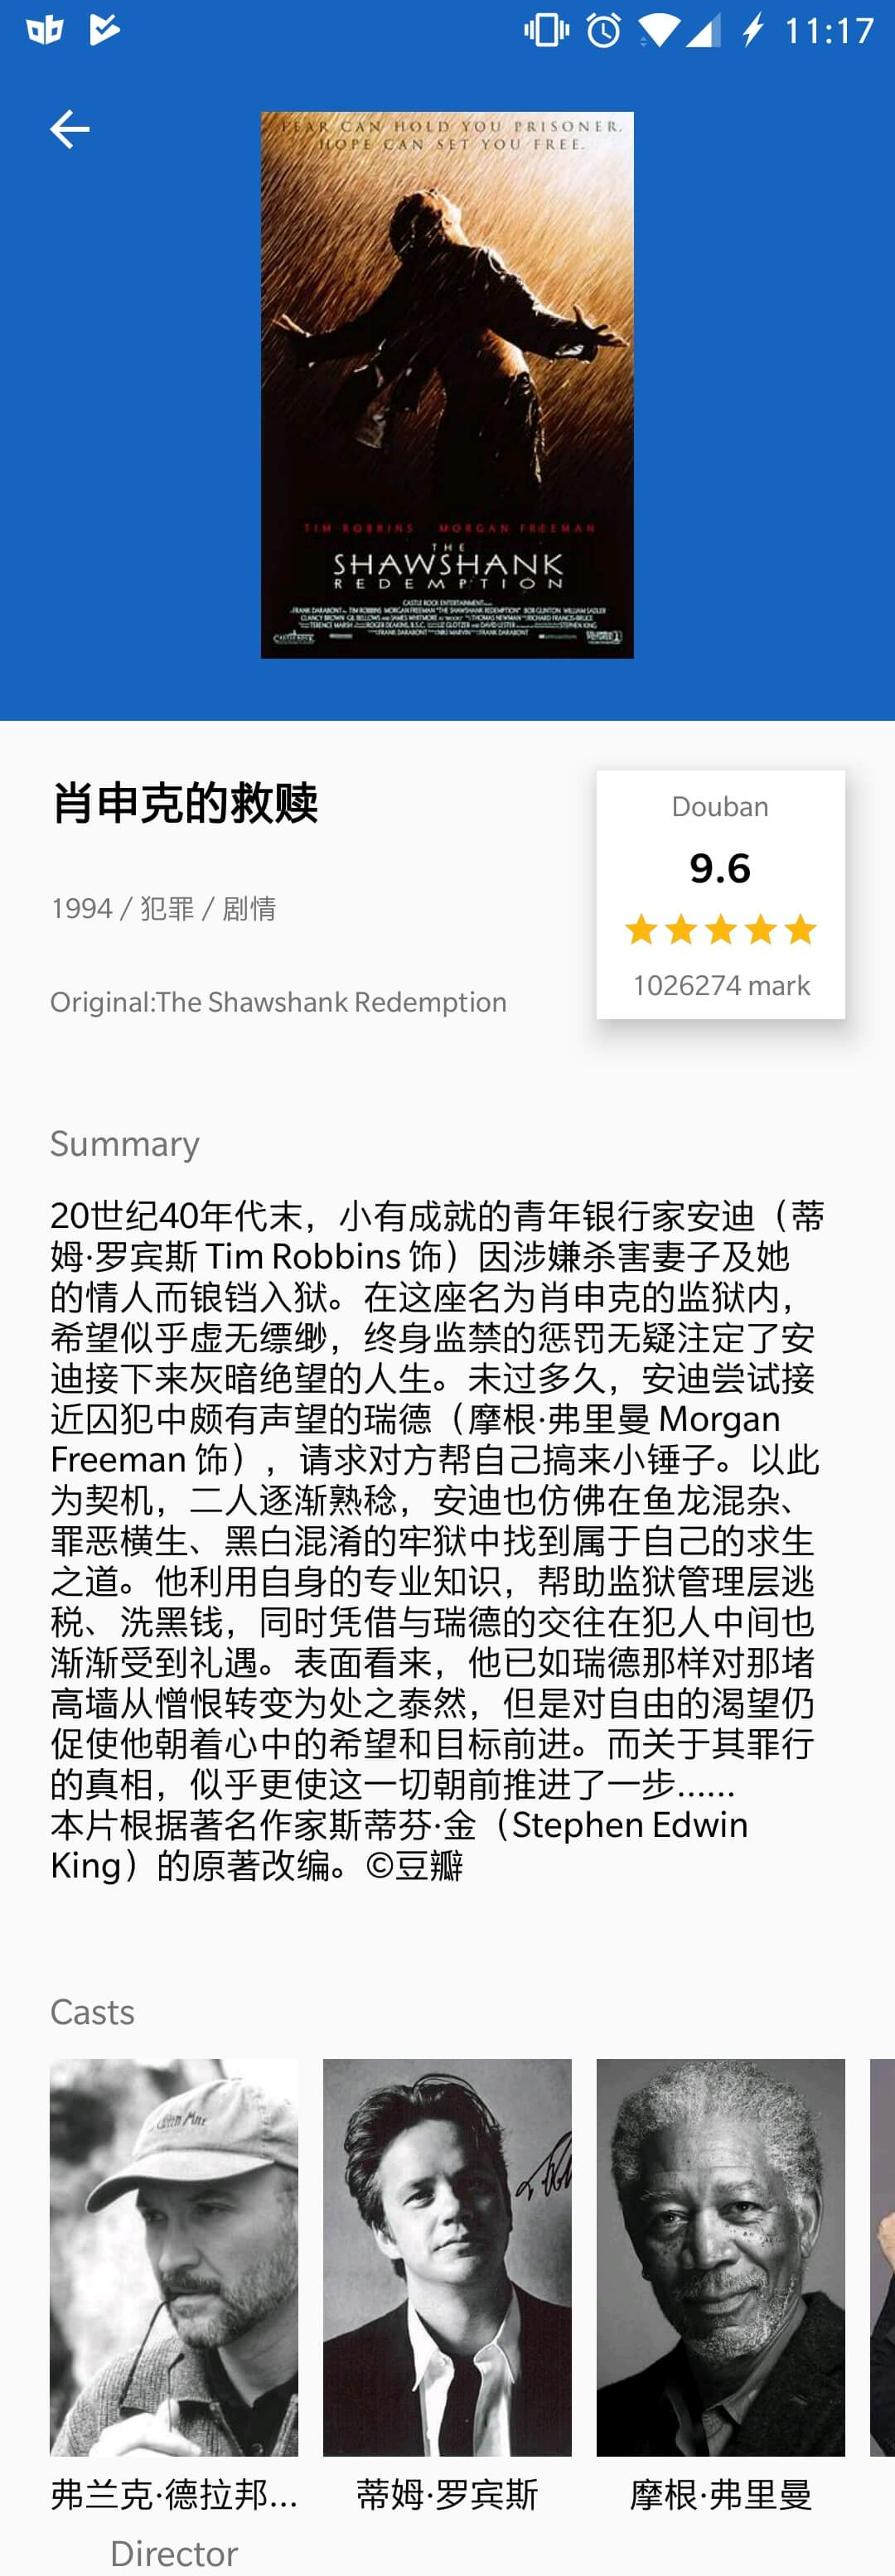 11:17
FEAR CAN HOLD YOU PRISONER.
HOPE CAN SET YOU FREE.
TIM ROBBINS MORGAN FREEMAN
THE
SHAWSHANK
REDEMPTION
肖申克的救赎
1994 / 犯罪 / 剧情
Original:The Shawshank Redemption
Douban
9.6
1026274 mark
Summary
20世纪40年代末，小有成就的青年银行家安迪（蒂
姆·罗宾斯 Tim Robbins 饰）因涉嫌杀害妻子及她
的情人而锒铛入狱。在这座名为肖申克的监狱内，
希望似乎虚无缥缈，终身监禁的惩罚无疑注定了安
迪接下来灰暗绝望的人生。未过多久，安迪尝试接
近囚犯中颇有声望的瑞德（摩根·弗里曼 Morgan
Freeman 饰），请求对方帮自己搞来小锤子。以此
为契机，二人逐渐熟稔，安迪也仿佛在鱼龙混杂、
罪恶横生、黑白混淆的牢狱中找到属于自己的求生
之道。他利用自身的专业知识，帮助监狱管理层逃
税、洗黑钱，同时凭借与瑞德的交往在犯人中间也
渐渐受到礼遇。表面看来，他已如瑞德那样对那堵
高墙从憎恨转变为处之泰然，但是对自由的渴望仍
促使他朝着心中的希望和目标前进。而关于其罪行
的真相，似乎更使这一切朝前推进了一步……
本片根据著名作家斯蒂芬·金（Stephen Edwin
King）的原著改编。©豆瓣
Casts
弗兰克·德拉邦...
蒂姆·罗宾斯
摩根·弗里曼
Director